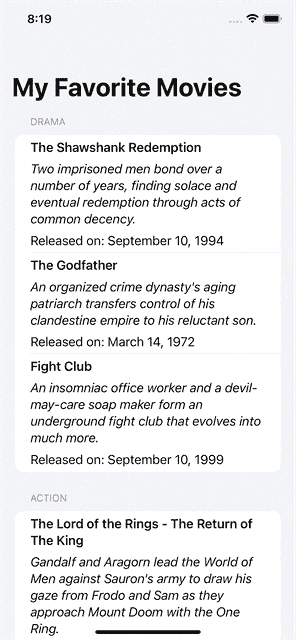 8:19
My Favorite Movies
DRAMA
The Shawshank Redemption
Two imprisoned men bond over a
number of years, finding solace and
eventual redemption through acts of
common decency.
Released on: September 10, 1994
The Godfather
An organized crime dynasty's aging
patriarch transfers control of his
clandestine empire to his reluctant son.
Released on: March 14, 1972
Fight Club
An insomniac office worker and a devil-
may-care soap maker form an
underground fight club that evolves into
much more.
Released on: September 10, 1999
ACTION
The Lord of the Rings - The Return of
The King
Gandalf and Aragorn lead the World of
Men against Sauron's army to draw his
gaze from Frodo and Sam as they
approach Mount Doom with the One
Ring.